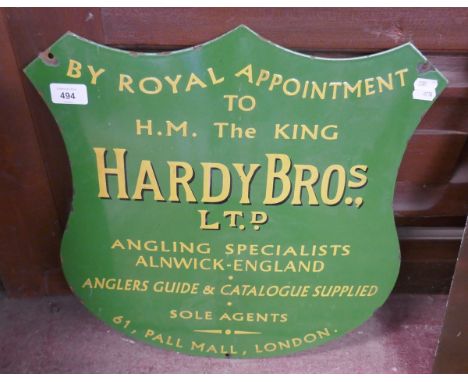 BY ROYAL APPOINTMENT
TO
H.M. The KING
HARDY BROS.,
LTD
ANGLING SPECIALISTS
ALNWICK-ENGLAND
ANGLERS GUIDE & CATALOGUE SUPPLIED
SOLE AGENTS
61, PALL MALL, LONDON.
494